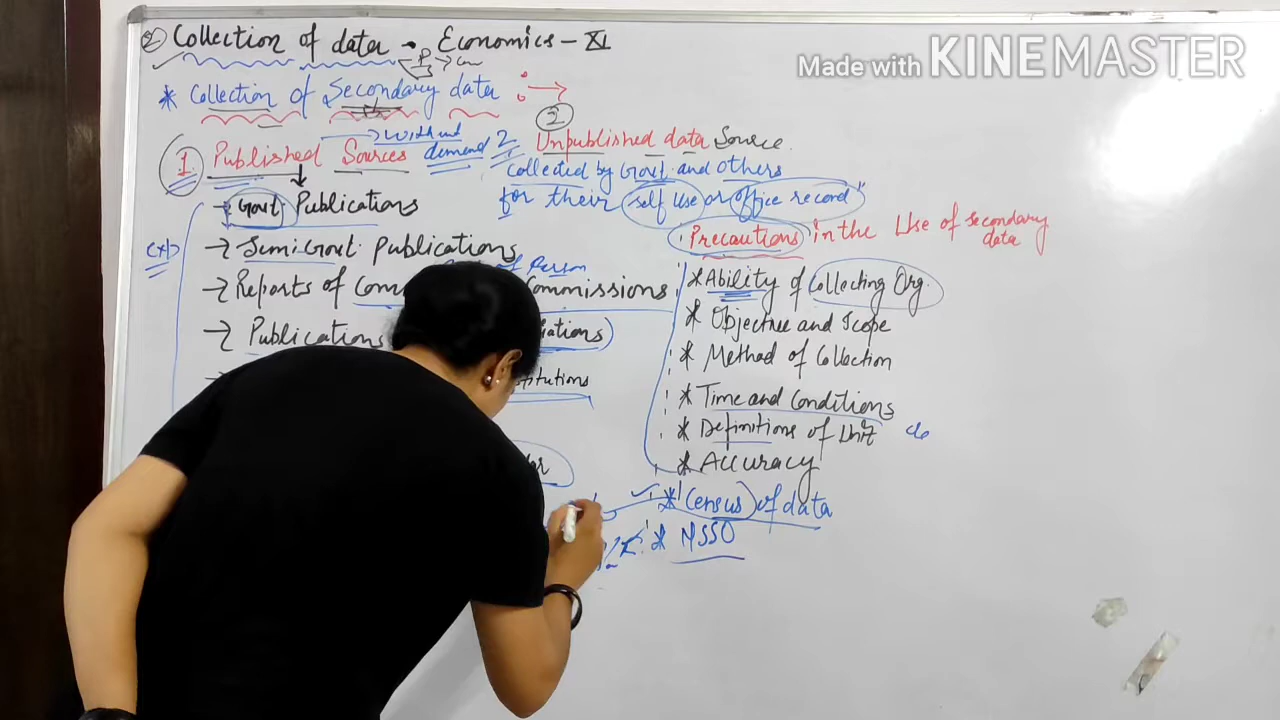 ② Collection of data - Economics - XI
Made with KINEMASTER
* Collection of Secondary data : →
1 Published Sources
without demand
→ Govt Publications
→ Semi Govt. Publications
of Person
→ Reports of Commissions
→ Publications
2
2 Unpublished data Source.
collected by Govt and others
for their self use or office record"
Precautions in the Use of secondary data
* Ability of Collecting Org.
* Objective and Scope
* Method of Collection
* Time and Conditions
* Definitions of Unit
* Accuracy
* Census of data
* NSSO